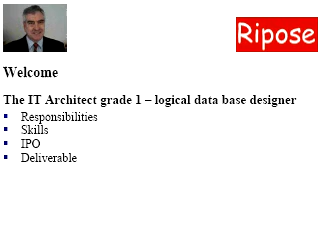 Ripose
Welcome
The IT Architect grade 1 – logical data base designer
Responsibilities
Skills
IPO
Deliverable